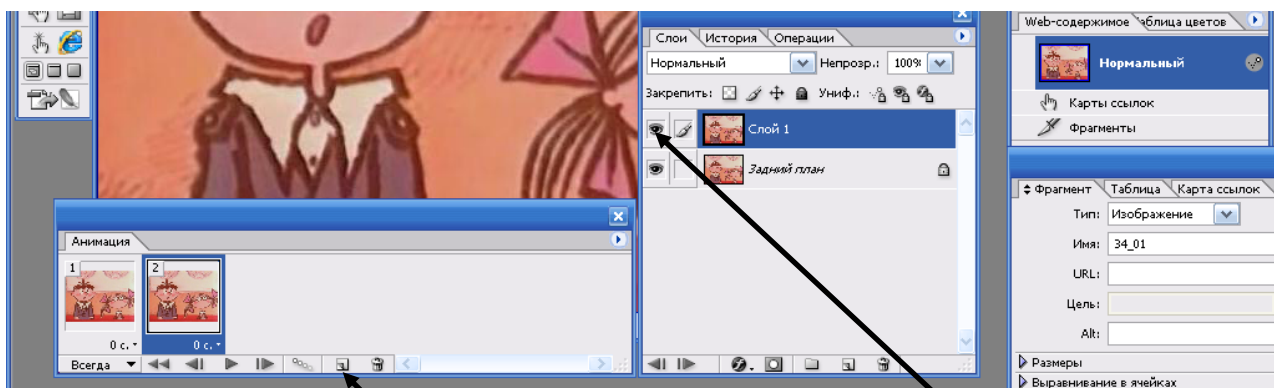 Слои История Операции
Нормальный Непрозр.: 100%
Закрепить: Униф.:
Слой 1
Задний план
Анимация
1 2
0 с. 0 с.
Всегда
Web-содержимое Таблица цветов
Нормальный
Карты ссылок
Фрагменты
Фрагмент Таблица Карта ссылок
Тип: Изображение
Имя: 34_01
URL:
Цель:
Alt:
Размеры
Выравнивание в ячейках